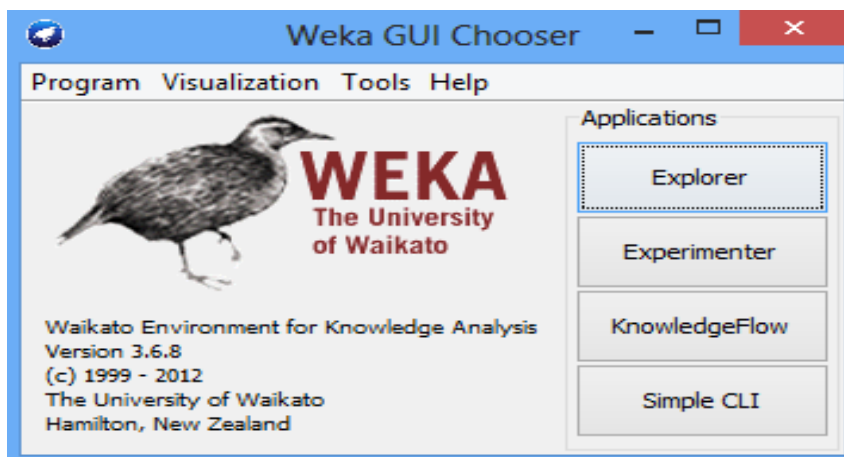 Weka GUI Chooser
Program Visualization Tools Help
WEKA
The University
of Waikato
Waikato Environment for Knowledge Analysis
Version 3.6.8
(c) 1999 - 2012
The University of Waikato
Hamilton, New Zealand
Applications
Explorer
Experimenter
KnowledgeFlow
Simple CLI